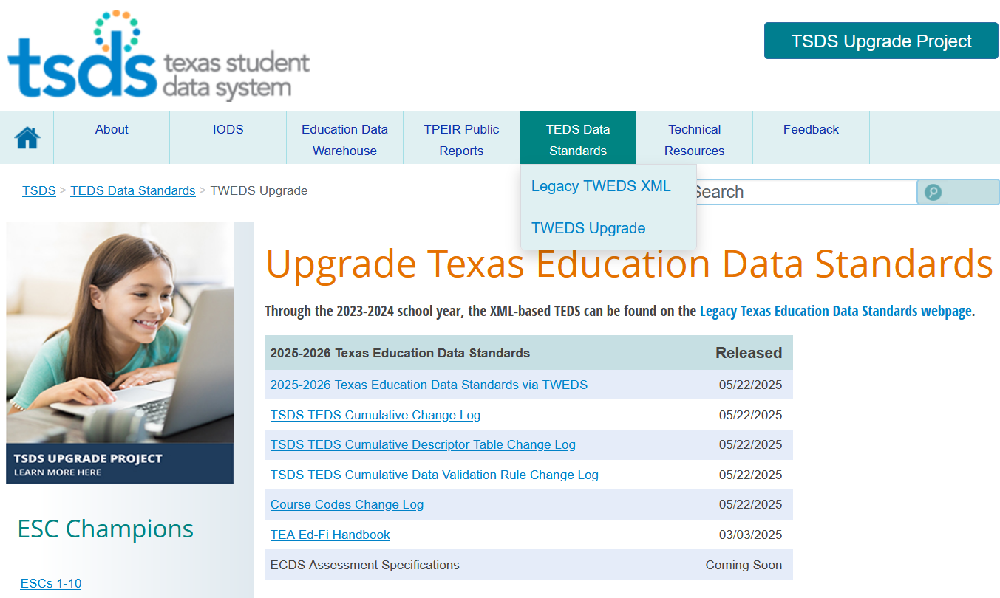 tsds texas student
data system
TSDS Upgrade Project
About
IODS
Education Data
Warehouse
TPEIR Public
Reports
TEDS Data
Standards
Technical
Resources
Feedback
TSDS > TEDS Data Standards > TWEDS Upgrade
Legacy TWEDS XML
TWEDS Upgrade
Search
TSDS UPGRADE PROJECT
LEARN MORE HERE
ESC Champions
ESCs 1-10
Upgrade Texas Education Data Standards
Through the 2023-2024 school year, the XML-based TEDS can be found on the Legacy Texas Education Data Standards webpage.
2025-2026 Texas Education Data Standards Released
2025-2026 Texas Education Data Standards via TWEDS 05/22/2025
TSDS TEDS Cumulative Change Log 05/22/2025
TSDS TEDS Cumulative Descriptor Table Change Log 05/22/2025
TSDS TEDS Cumulative Data Validation Rule Change Log 05/22/2025
Course Codes Change Log 05/22/2025
TEA Ed-Fi Handbook 03/03/2025
ECDS Assessment Specifications Coming Soon